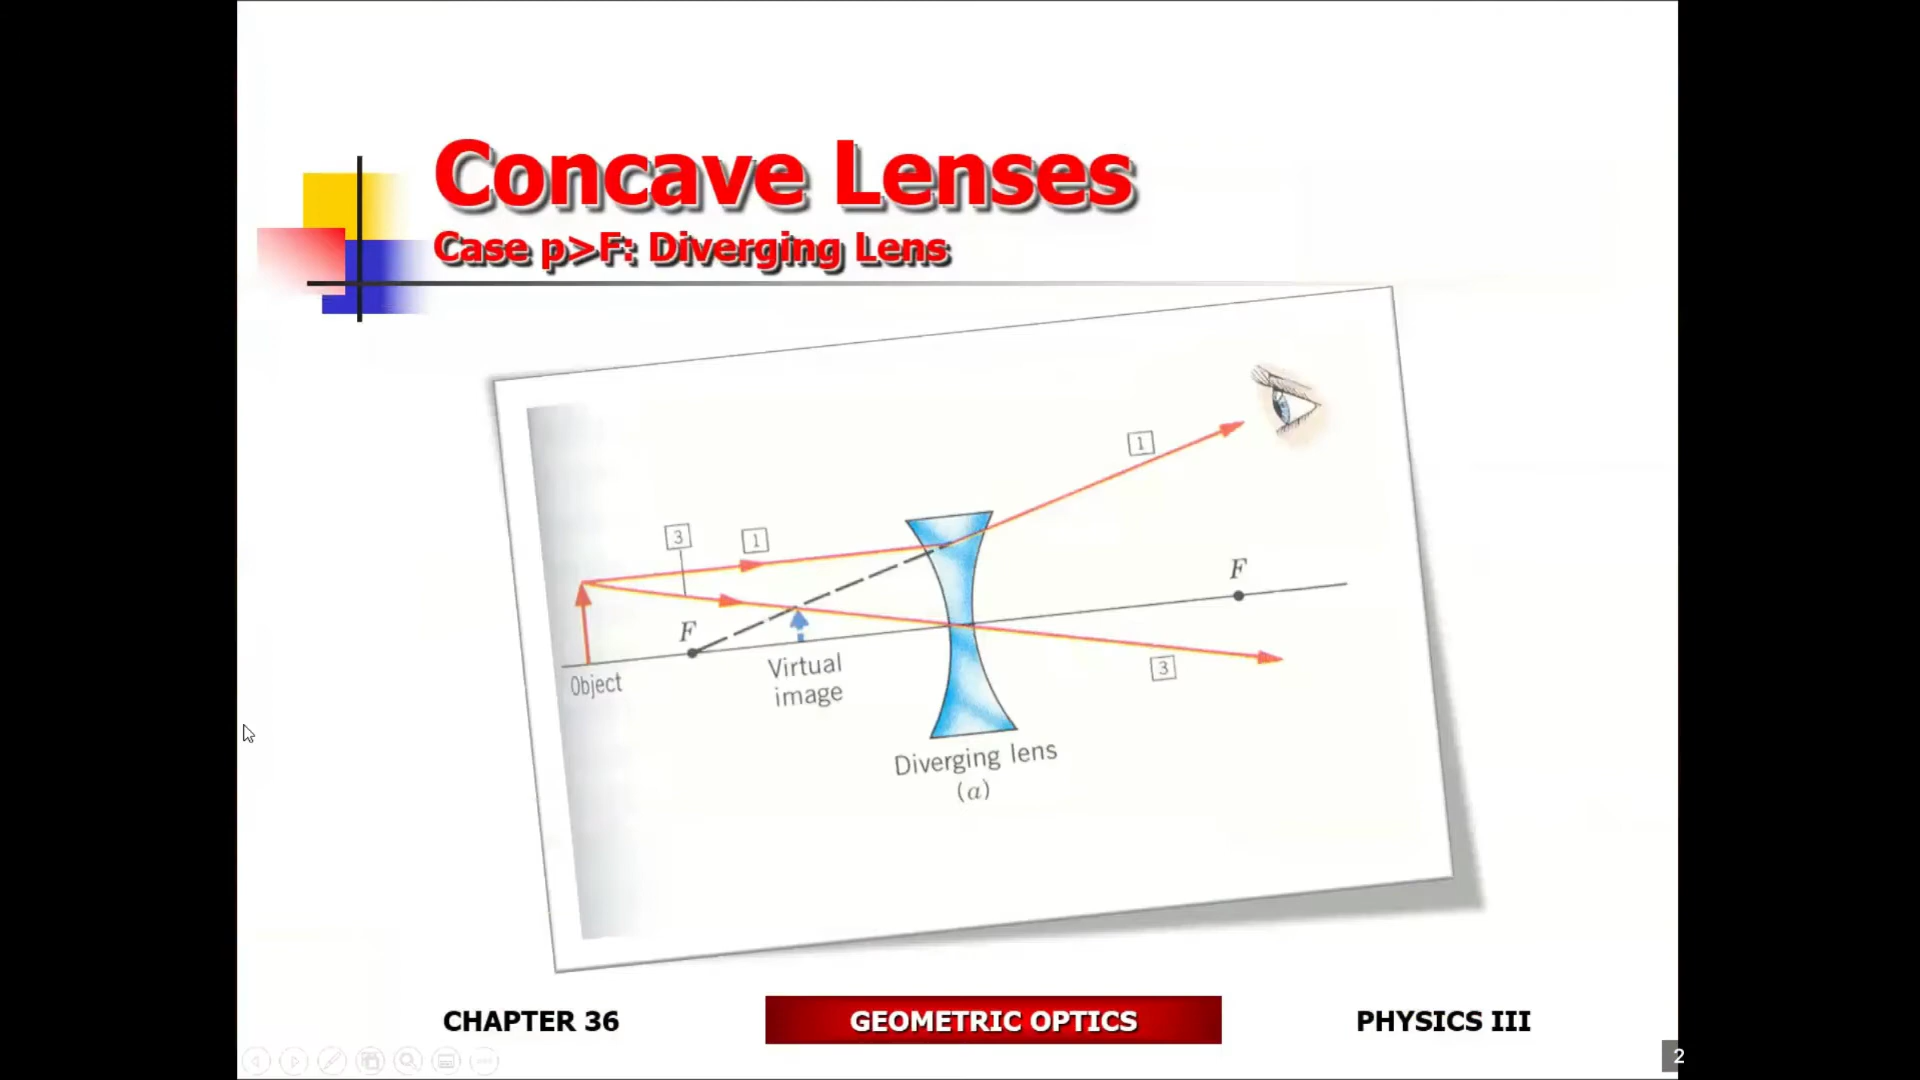 Concave Lenses
Case p>F: Diverging Lens
1
3
1
F
F
3
Object
Virtual
image
Diverging lens
(a)
CHAPTER 36
GEOMETRIC OPTICS
PHYSICS III
2